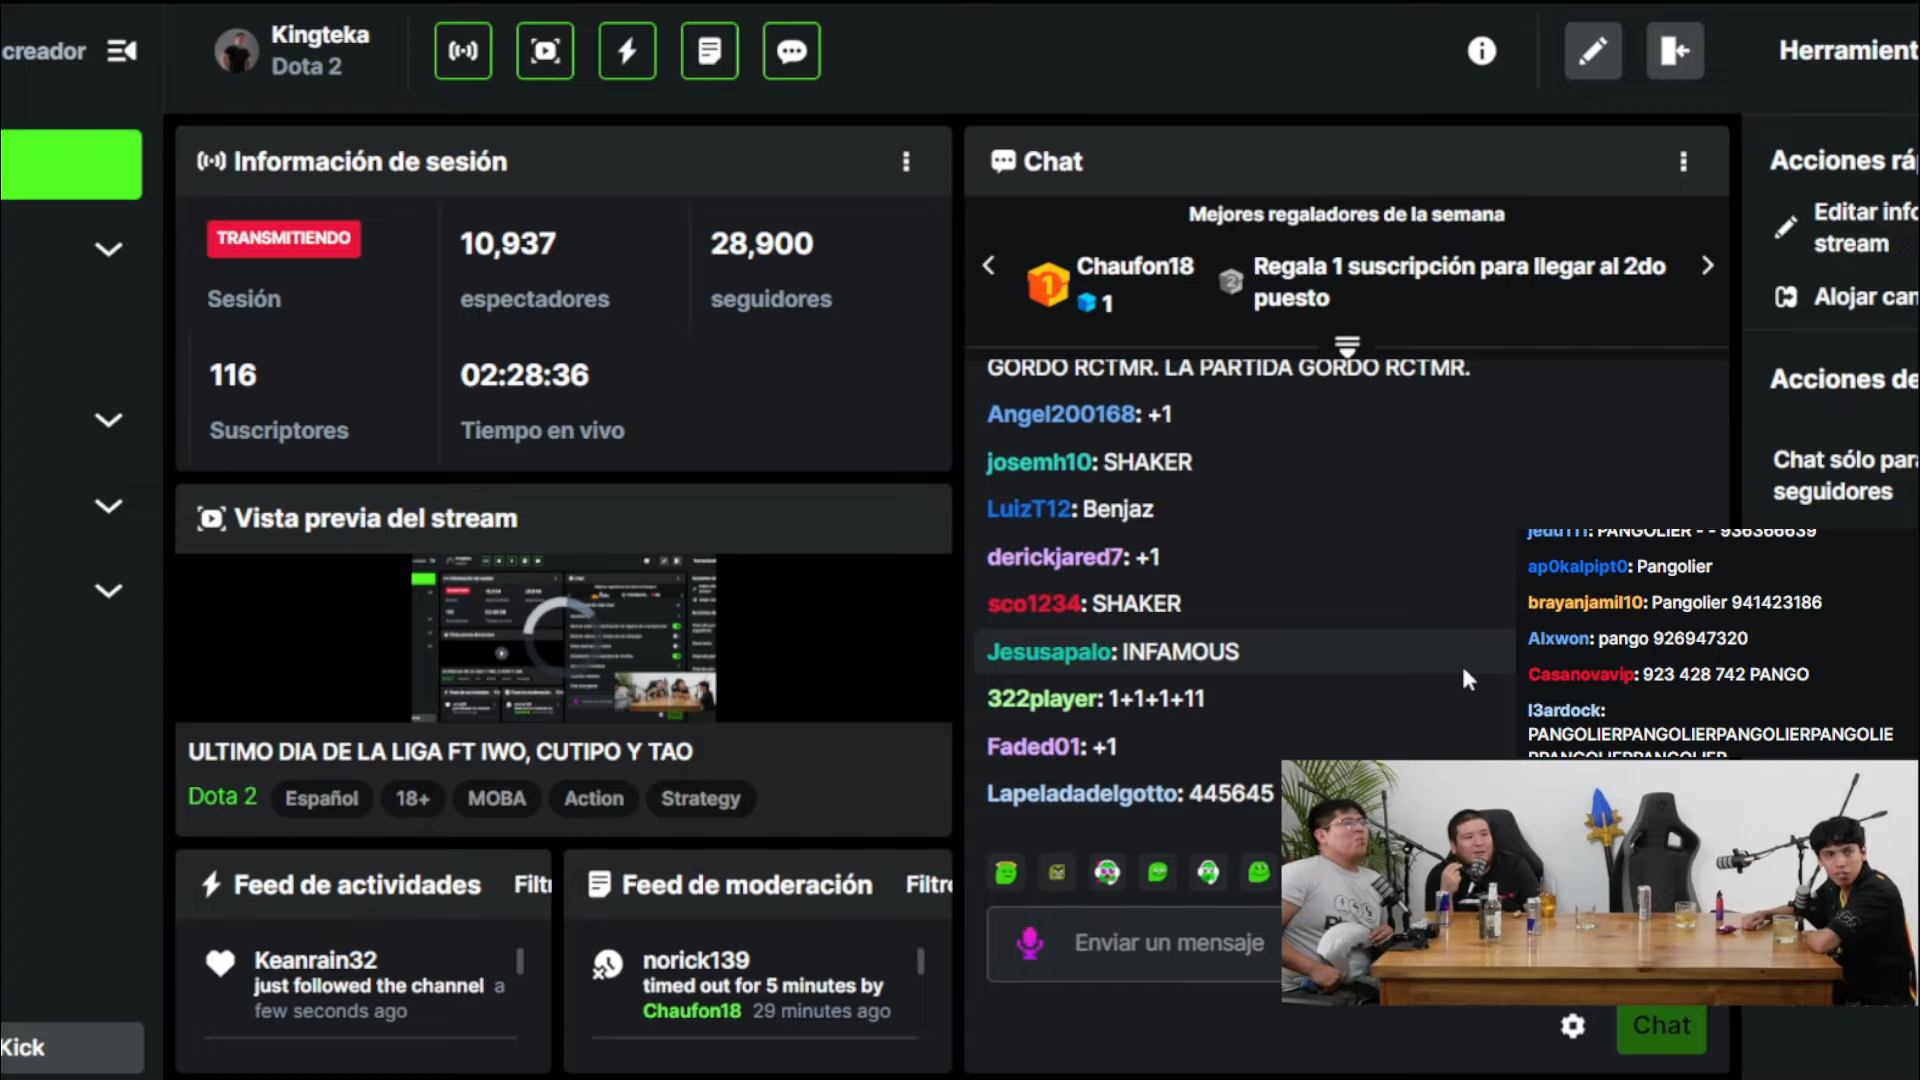 creador
Kingteka
Dota 2
Herramient
Información de sesión
TRANSMITIENDO
Sesión
10,937
espectadores
28,900
seguidores
116
Suscriptores
02:28:36
Tiempo en vivo
Vista previa del stream
ULTIMO DIA DE LA LIGA FT IWO, CUTIPO Y TAO
Dota 2 Español 18+ MOBA Action Strategy
Feed de actividades Filtr
Keanrain32
just followed the channel a
few seconds ago
Feed de moderación Filtro
norick139
timed out for 5 minutes by
Chaufon18 29 minutes ago
Kick
Chat
Mejores regaladores de la semana
1 Chaufon18
1
2 Regala 1 suscripción para llegar al 2do
puesto
GORDO RCTMR. LA PARTIDA GORDO RCTMR.
Angel200168: +1
josemh10: SHAKER
LuizT12: Benjaz
derickjared7: +1
sco1234: SHAKER
Jesusapalo: INFAMOUS
322player: 1+1+1+11
Faded01: +1
Lapeladadelgotto: 445645
Enviar un mensaje
Chat
Acciones rá
Editar info
stream
Alojar can
Acciones de
Chat sólo para
seguidores
jedu111: PANGOLIER - - 936366639
ap0kalpipt0: Pangolier
brayanjamil10: Pangolier 941423186
Alxwon: pango 926947320
Casanovavip: 923 428 742 PANGO
l3ardock:
PANGOLIERPANGOLIERPANGOLIERPANGOLIE
RPANGOLIERPANGOLIER